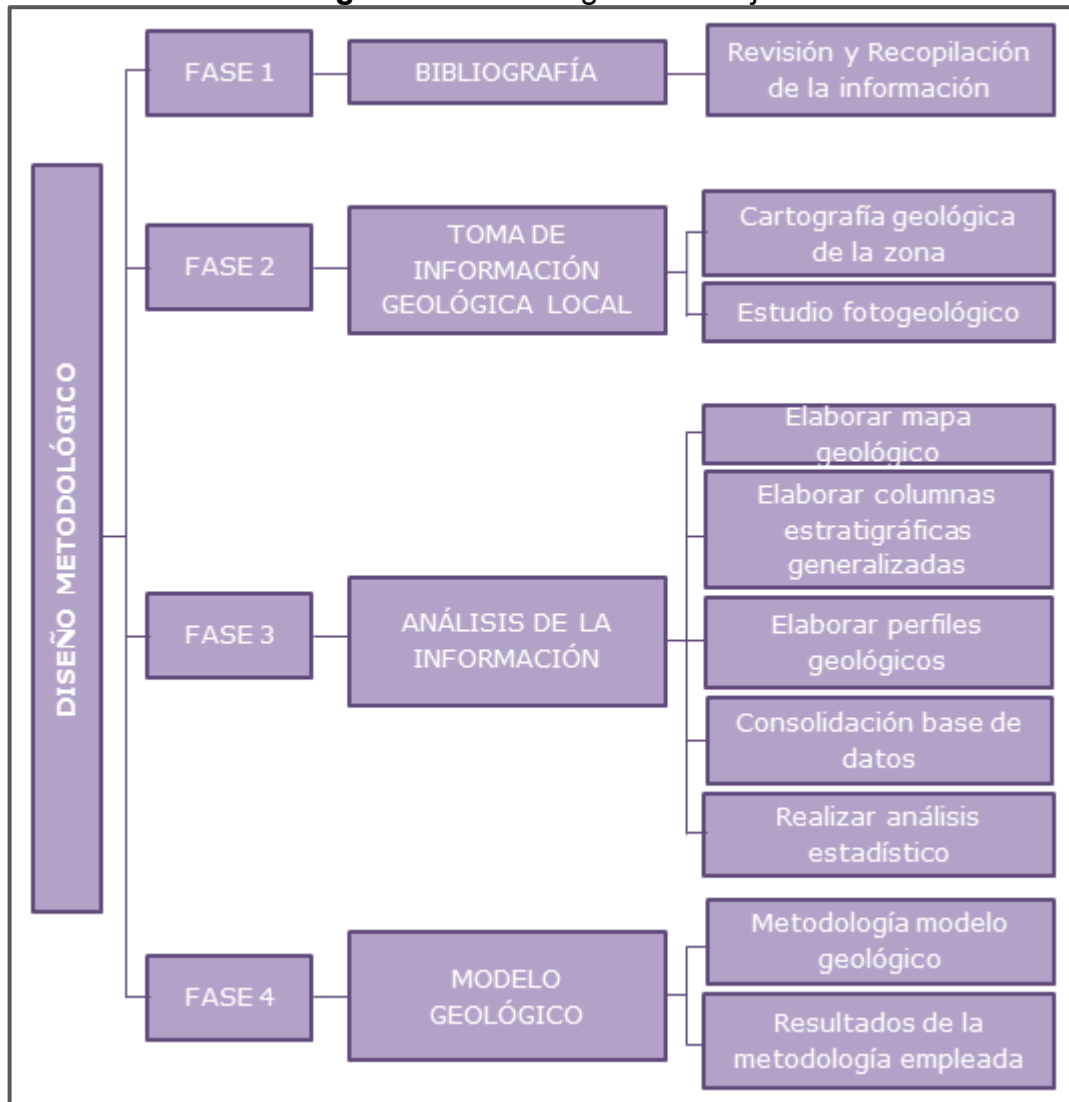 DISEÑO METODOLÓGICO
FASE 1
BIBLIOGRAFÍA
Revisión y Recopilación
de la información
FASE 2
TOMA DE
INFORMACIÓN
GEOLÓGICA LOCAL
Cartografía geológica
de la zona
Estudio fotogeológico
FASE 3
ANÁLISIS DE LA
INFORMACIÓN
Elaborar mapa
geológico
Elaborar columnas
estratigráficas
generalizadas
Elaborar perfiles
geológicos
Consolidación base de
datos
Realizar análisis
estadístico
FASE 4
MODELO
GEOLÓGICO
Metodología modelo
geológico
Resultados de la
metodología empleada